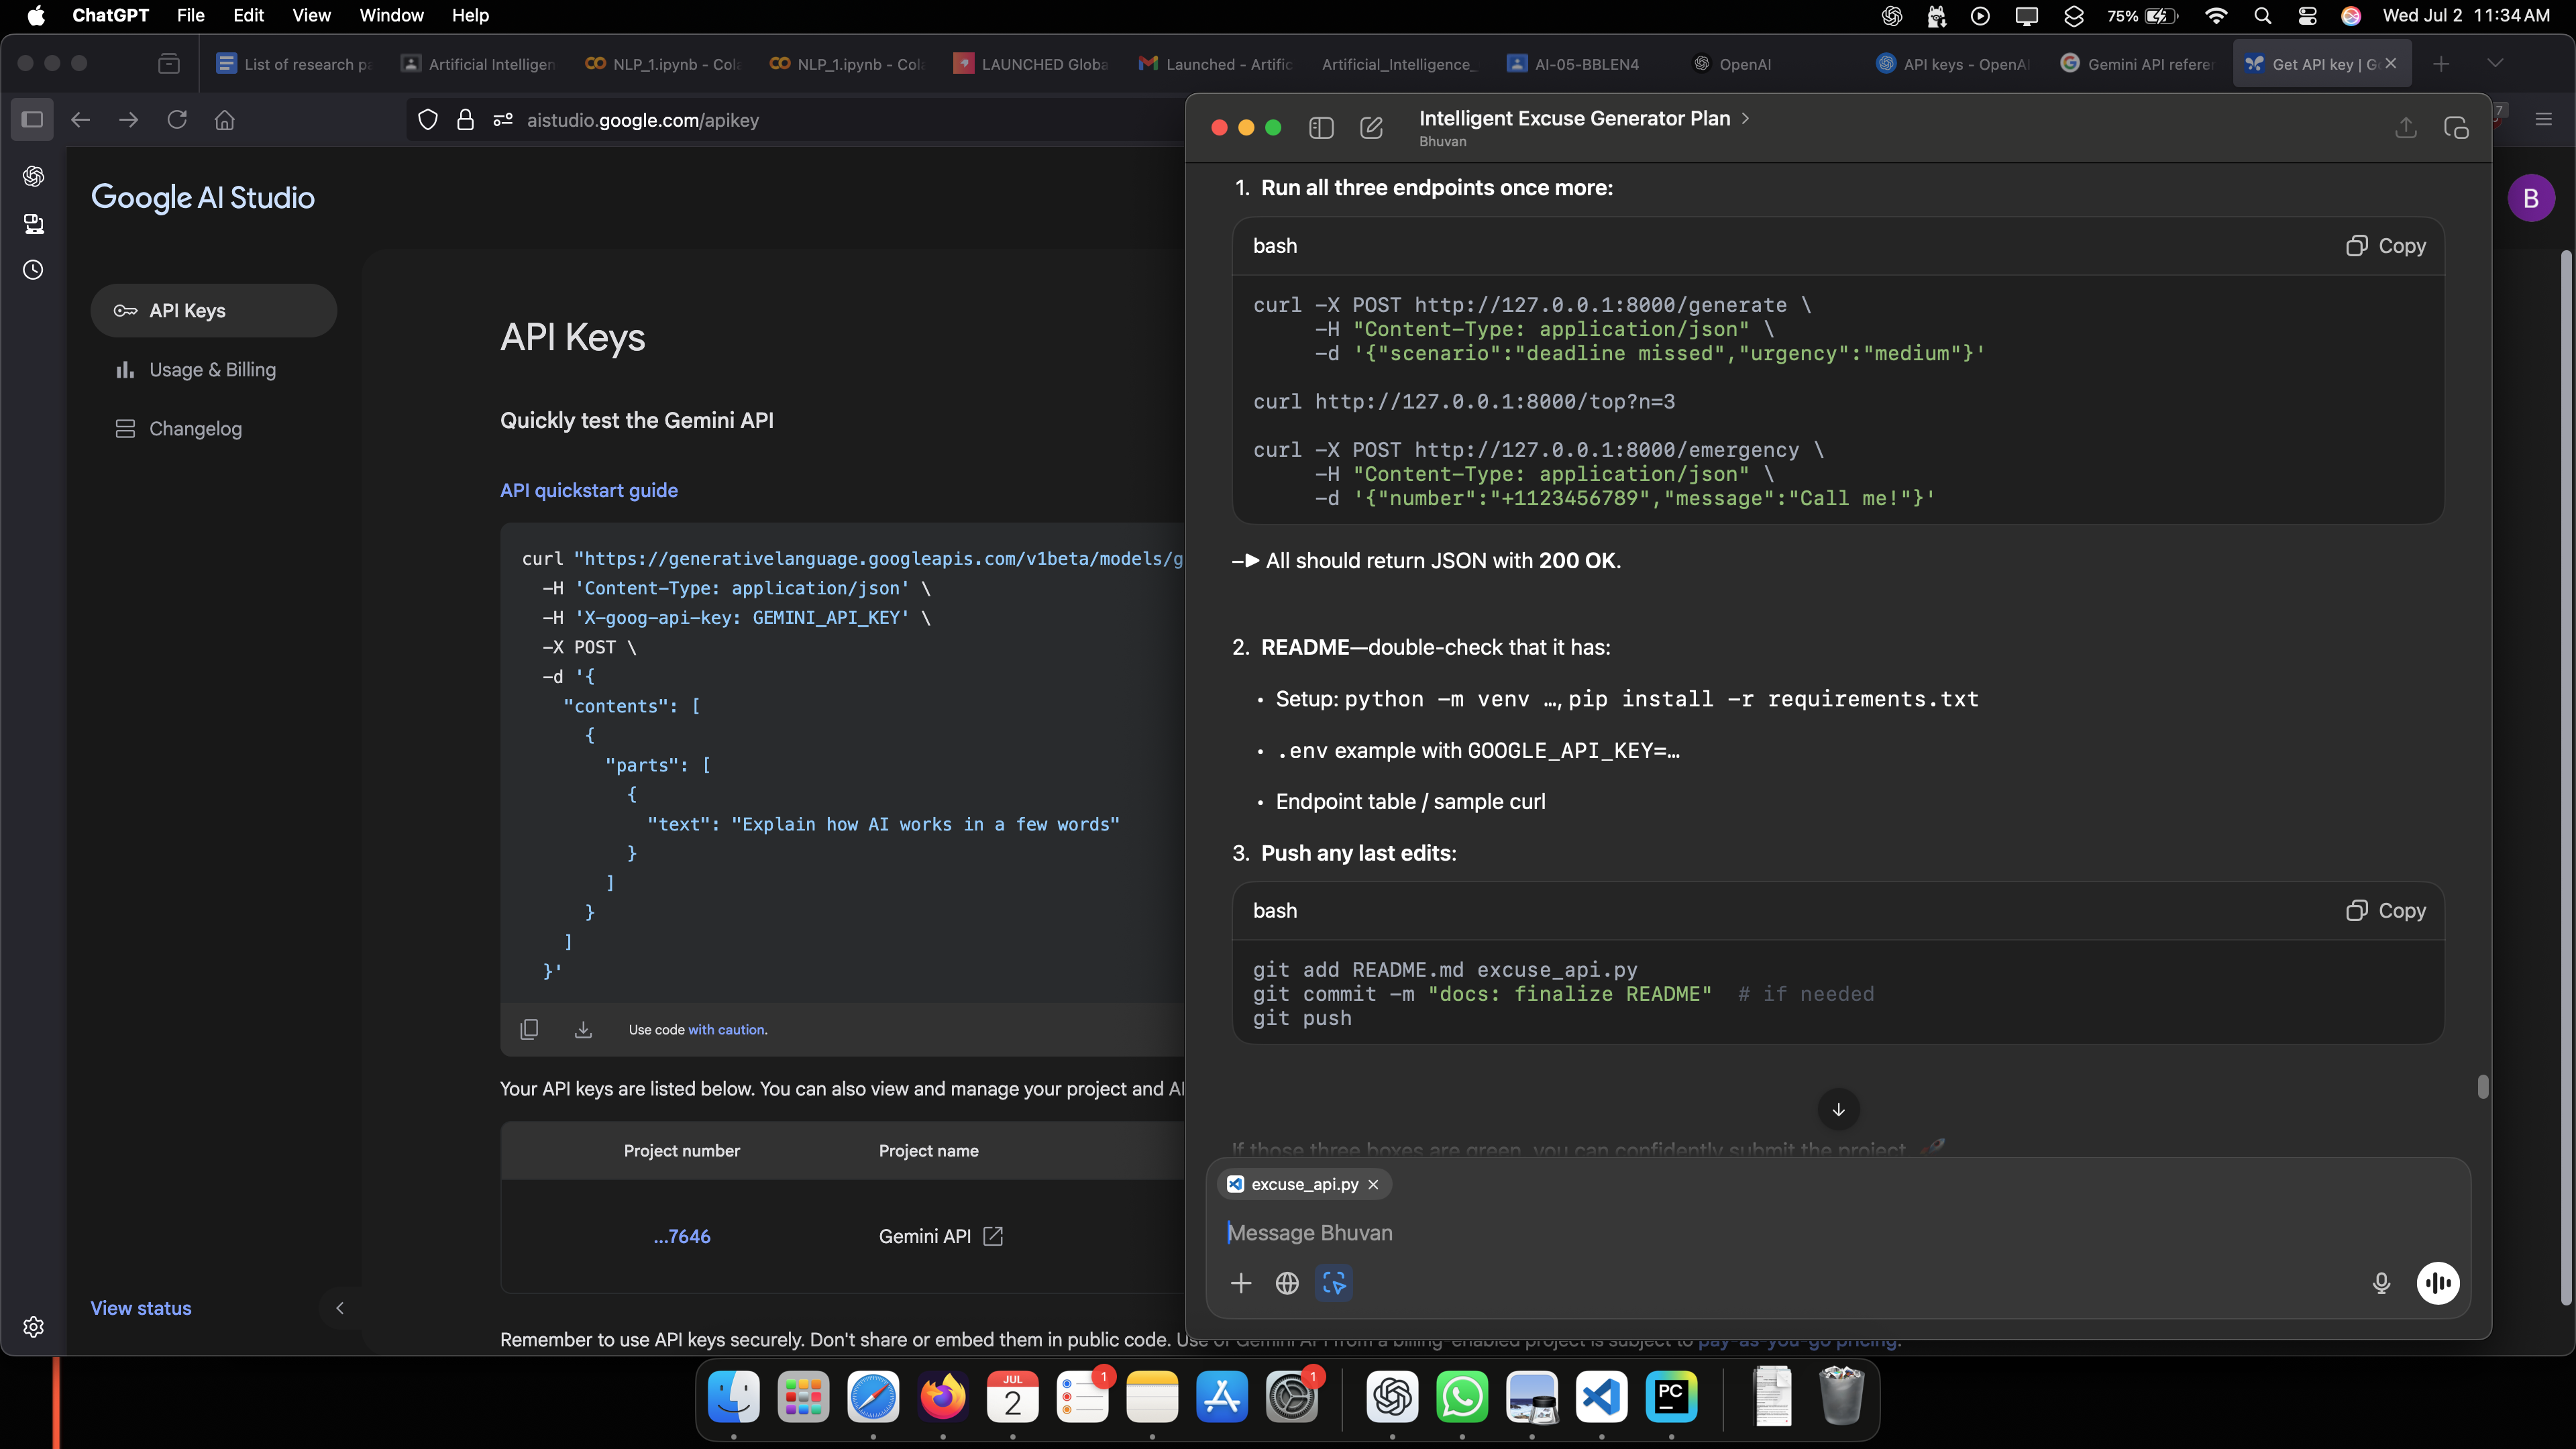 ChatGPT File Edit View Window Help
75% Wed Jul 2 11:34 AM
List of research pa
Artificial Intelligen
NLP_1.ipynb - Cola
NLP_1.ipynb - Cola
LAUNCHED Globa
Launched - Artific
Artificial_Intelligence_
AI-05-BBLEN4
OpenAI
API keys - OpenAI
Gemini API referen
Get API key | G
aistudio.google.com/apikey
7
Google AI Studio
B
API Keys
Usage & Billing
Changelog
View status
API Keys
Quickly test the Gemini API
API quickstart guide
curl "https://generativelanguage.googleapis.com/v1beta/models/g
-H 'Content-Type: application/json' \
-H 'X-goog-api-key: GEMINI_API_KEY' \
-X POST \
-d '{
"contents": [
{
"parts": [
{
"text": "Explain how AI works in a few words"
}
]
}
]
}'
Use code with caution.
Your API keys are listed below. You can also view and manage your project and AI
Project number Project name
...7646 Gemini API
Remember to use API keys securely. Don't share or embed them in public code. Use of Gemini API from a billing-enabled project is subject to pay-as-you-go pricing.
Intelligent Excuse Generator Plan >
Bhuvan
1. Run all three endpoints once more:
bash Copy
curl -X POST http://127.0.0.1:8000/generate \
-H "Content-Type: application/json" \
-d '{"scenario":"deadline missed","urgency":"medium"}'
curl http://127.0.0.1:8000/top?n=3
curl -X POST http://127.0.0.1:8000/emergency \
-H "Content-Type: application/json" \
-d '{"number":"+1123456789","message":"Call me!"}'
–► All should return JSON with 200 OK.
2. README—double-check that it has:
• Setup: python -m venv …, pip install -r requirements.txt
• .env example with GOOGLE_API_KEY=…
• Endpoint table / sample curl
3. Push any last edits:
bash Copy
git add README.md excuse_api.py
git commit -m "docs: finalize README" # if needed
git push
If those three boxes are green, you can confidently submit the project. 🚀
excuse_api.py
Message Bhuvan
JUL
2
1
1
PC